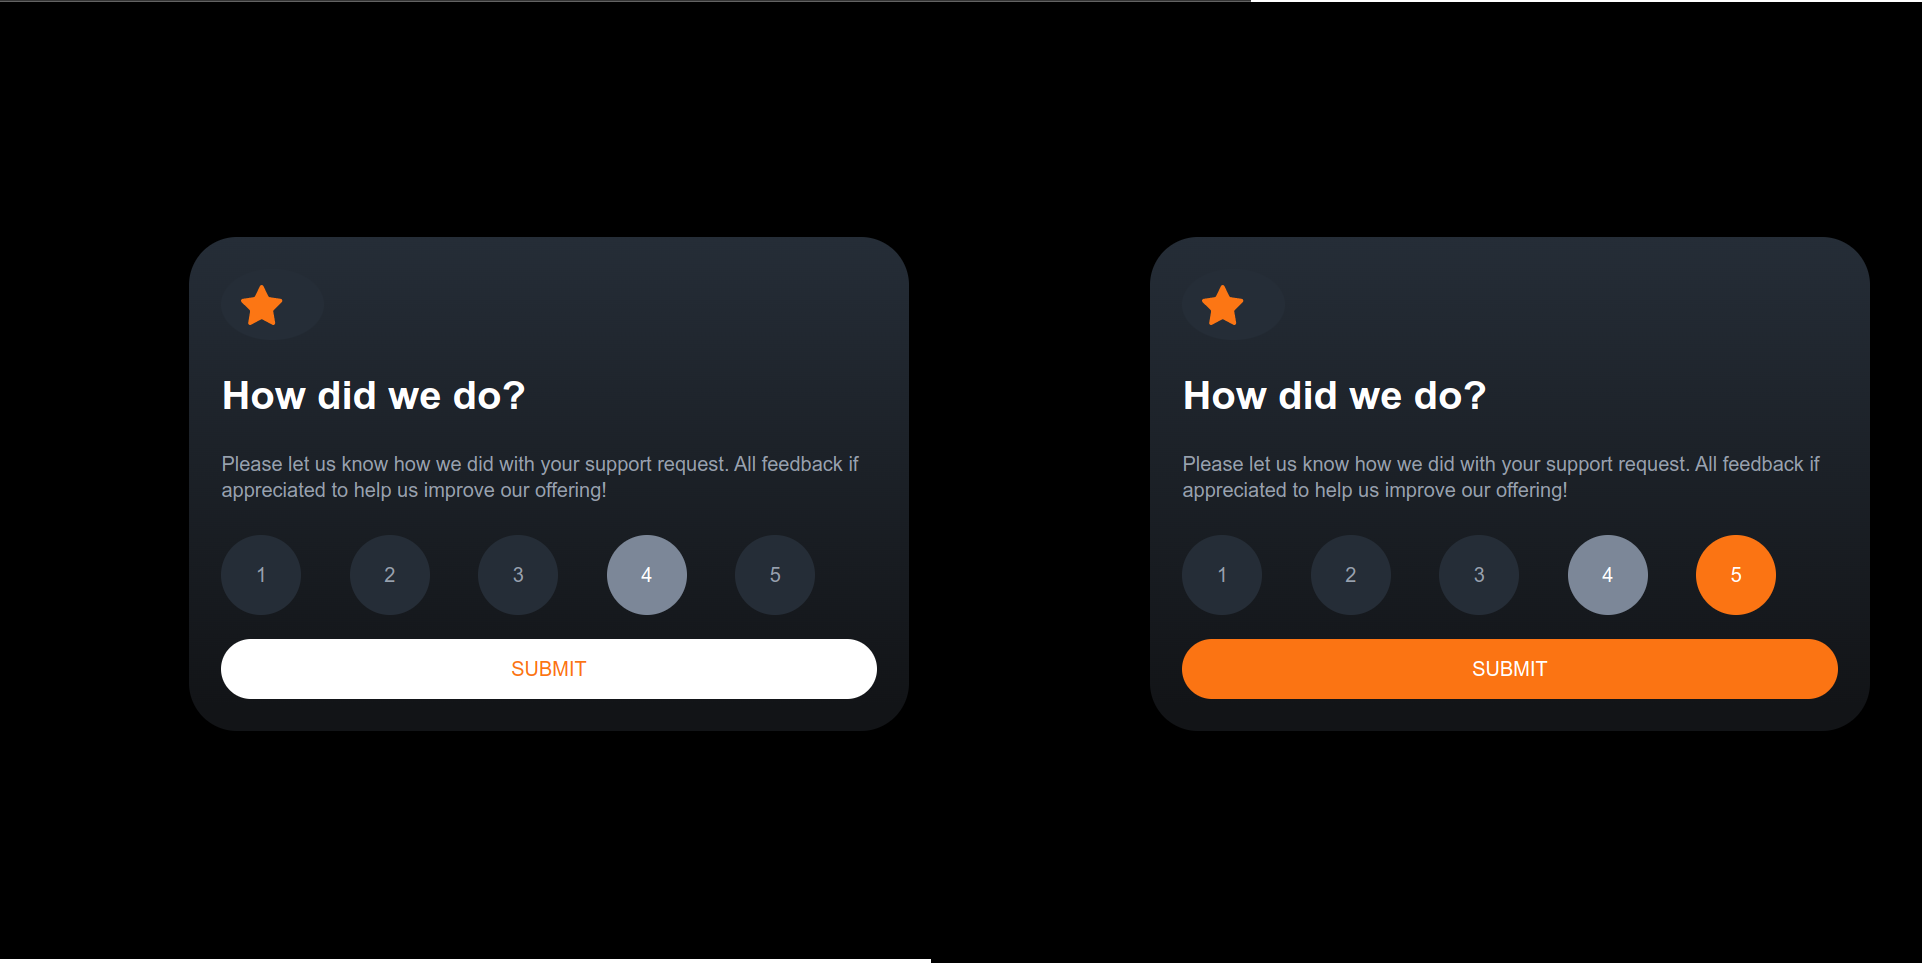 How did we do?
Please let us know how we did with your support request. All feedback if
appreciated to help us improve our offering!
1 2 3 4 5
SUBMIT
How did we do?
Please let us know how we did with your support request. All feedback if
appreciated to help us improve our offering!
1 2 3 4 5
SUBMIT